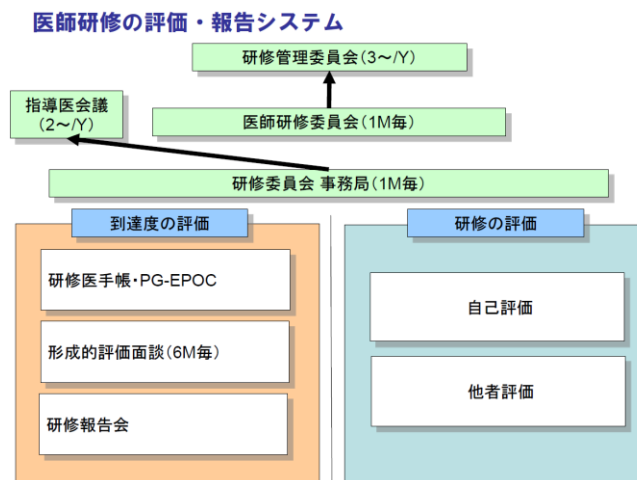 医師研修の評価・報告システム
研修管理委員会(3～/Y)
指導医会議
(2～/Y)
医師研修委員会(1M毎)
研修委員会 事務局(1M毎)
到達度の評価
研修医手帳・PG-EPOC
形成的評価面談(6M毎)
研修報告会
研修の評価
自己評価
他者評価